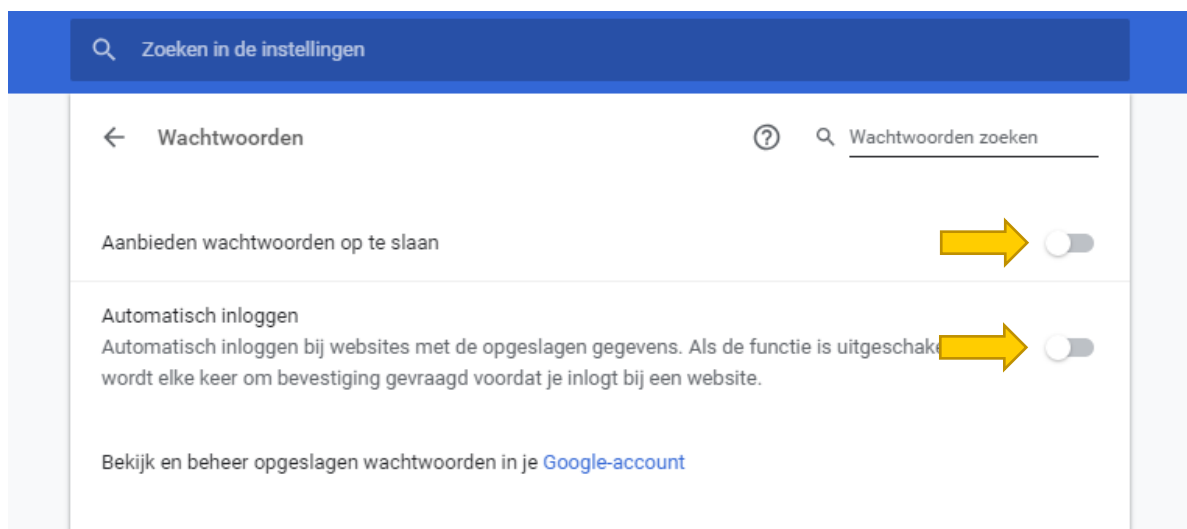 Zoeken in de instellingen
Wachtwoorden
Wachtwoorden zoeken
Aanbieden wachtwoorden op te slaan
Automatisch inloggen
Automatisch inloggen bij websites met de opgeslagen gegevens. Als de functie is
wordt elke keer om bevestiging gevraagd voordat je inlogt bij een website.
Bekijk en beheer opgeslagen wachtwoorden in je Google-account